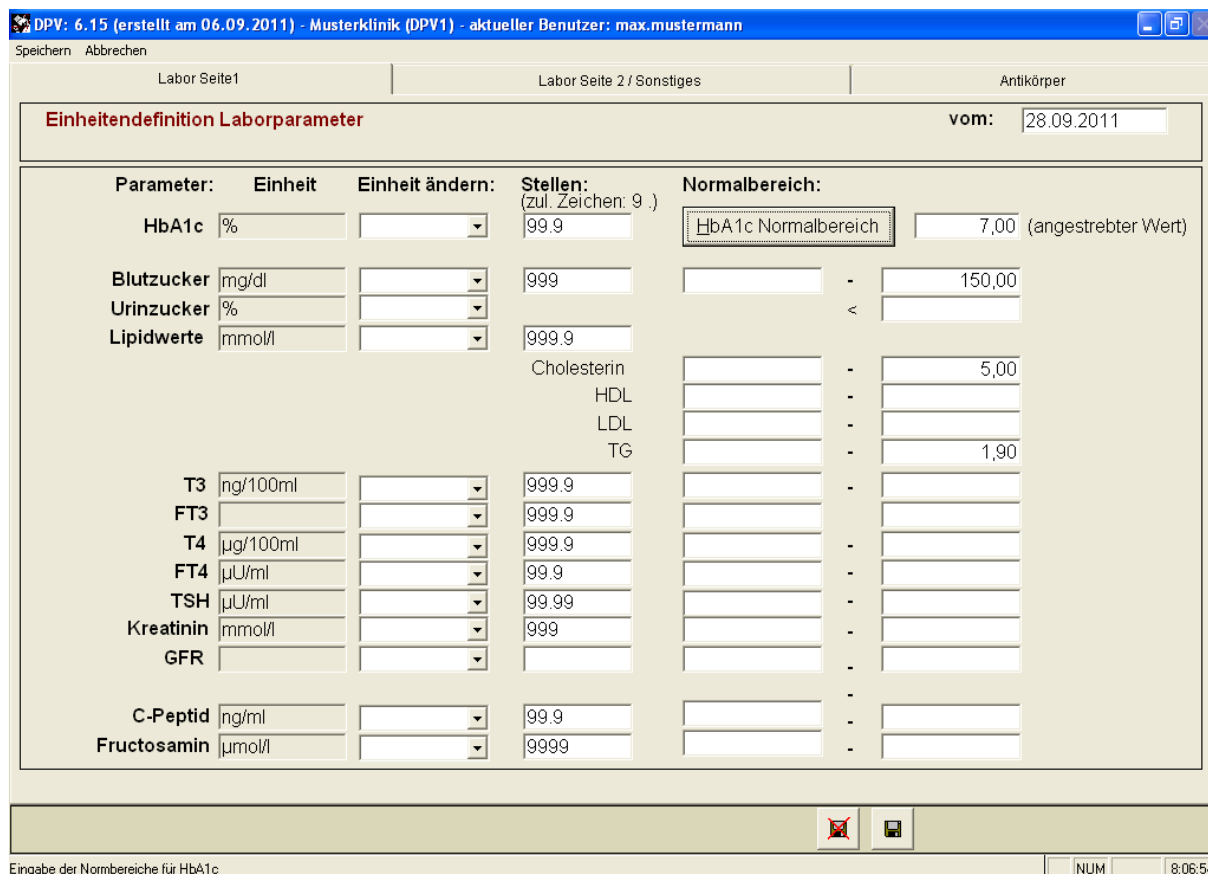 DPV: 6.15 (erstellt am 06.09.2011) - Musterklinik (DPV1) - aktueller Benutzer: max.mustermann
Speichern Abbrechen
Labor Seite1 Labor Seite 2 / Sonstiges Antikörper
Einheitendefinition Laborparameter vom: 28.09.2011
Parameter: Einheit Einheit ändern: Stellen: Normalbereich:
(zul. Zeichen: 9 .)
HbA1c % 99.9 HbA1c Normalbereich 7,00 (angestrebter Wert)
Blutzucker mg/dl 999 - 150,00
Urinzucker % <
Lipidwerte mmol/l 999.9
Cholesterin - 5,00
HDL -
LDL -
TG - 1,90
T3 ng/100ml 999.9 -
FT3 999.9
T4 µg/100ml 999.9 -
FT4 µU/ml 99.9 -
TSH µU/ml 99.99 -
Kreatinin mmol/l 999 -
GFR -
-
C-Peptid ng/ml 99.9 -
Fructosamin µmol/l 9999 -
Eingabe der Normbereiche für HbA1c NUM 8:06:54